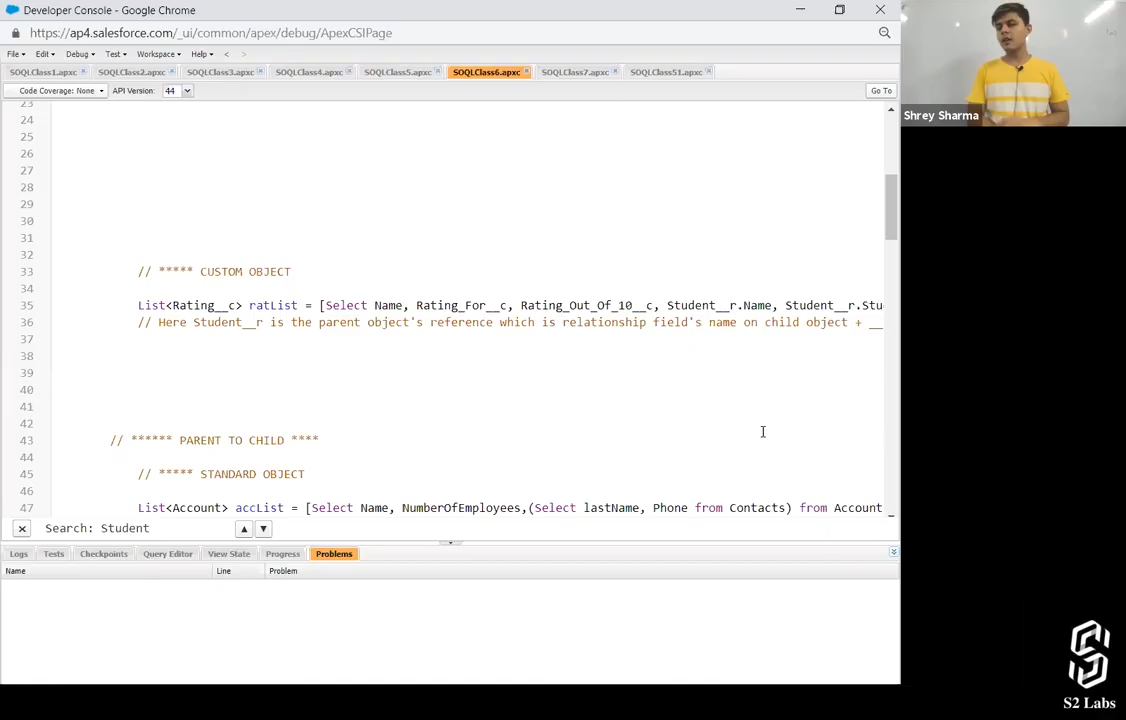 Developer Console - Google Chrome
https://ap4.salesforce.com/_ui/common/apex/debug/ApexCSIPage
File Edit Debug Test Workspace Help < >
SOQLClass1.apxc SOQLClass2.apxc SOQLClass3.apxc SOQLClass4.apxc SOQLClass5.apxc SOQLClass6.apxc SOQLClass7.apxc SOQLClass51.apxc
Code Coverage: None API Version: 44 Go To
23
24
25
26
27
28
29
30
31
32
33 // ***** CUSTOM OBJECT
34
35 List<Rating__c> ratList = [Select Name, Rating_For__c, Rating_Out_Of_10__c, Student__r.Name, Student__r.Stu
36 // Here Student__r is the parent object's reference which is relationship field's name on child object + __
37
38
39
40
41
42
43 // ****** PARENT TO CHILD ****
44
45 // ***** STANDARD OBJECT
46
47 List<Account> accList = [Select Name, NumberOfEmployees,(Select lastName, Phone from Contacts) from Account
Search: Student
Logs Tests Checkpoints Query Editor View State Progress Problems
Name Line Problem
Shrey Sharma
S2 Labs